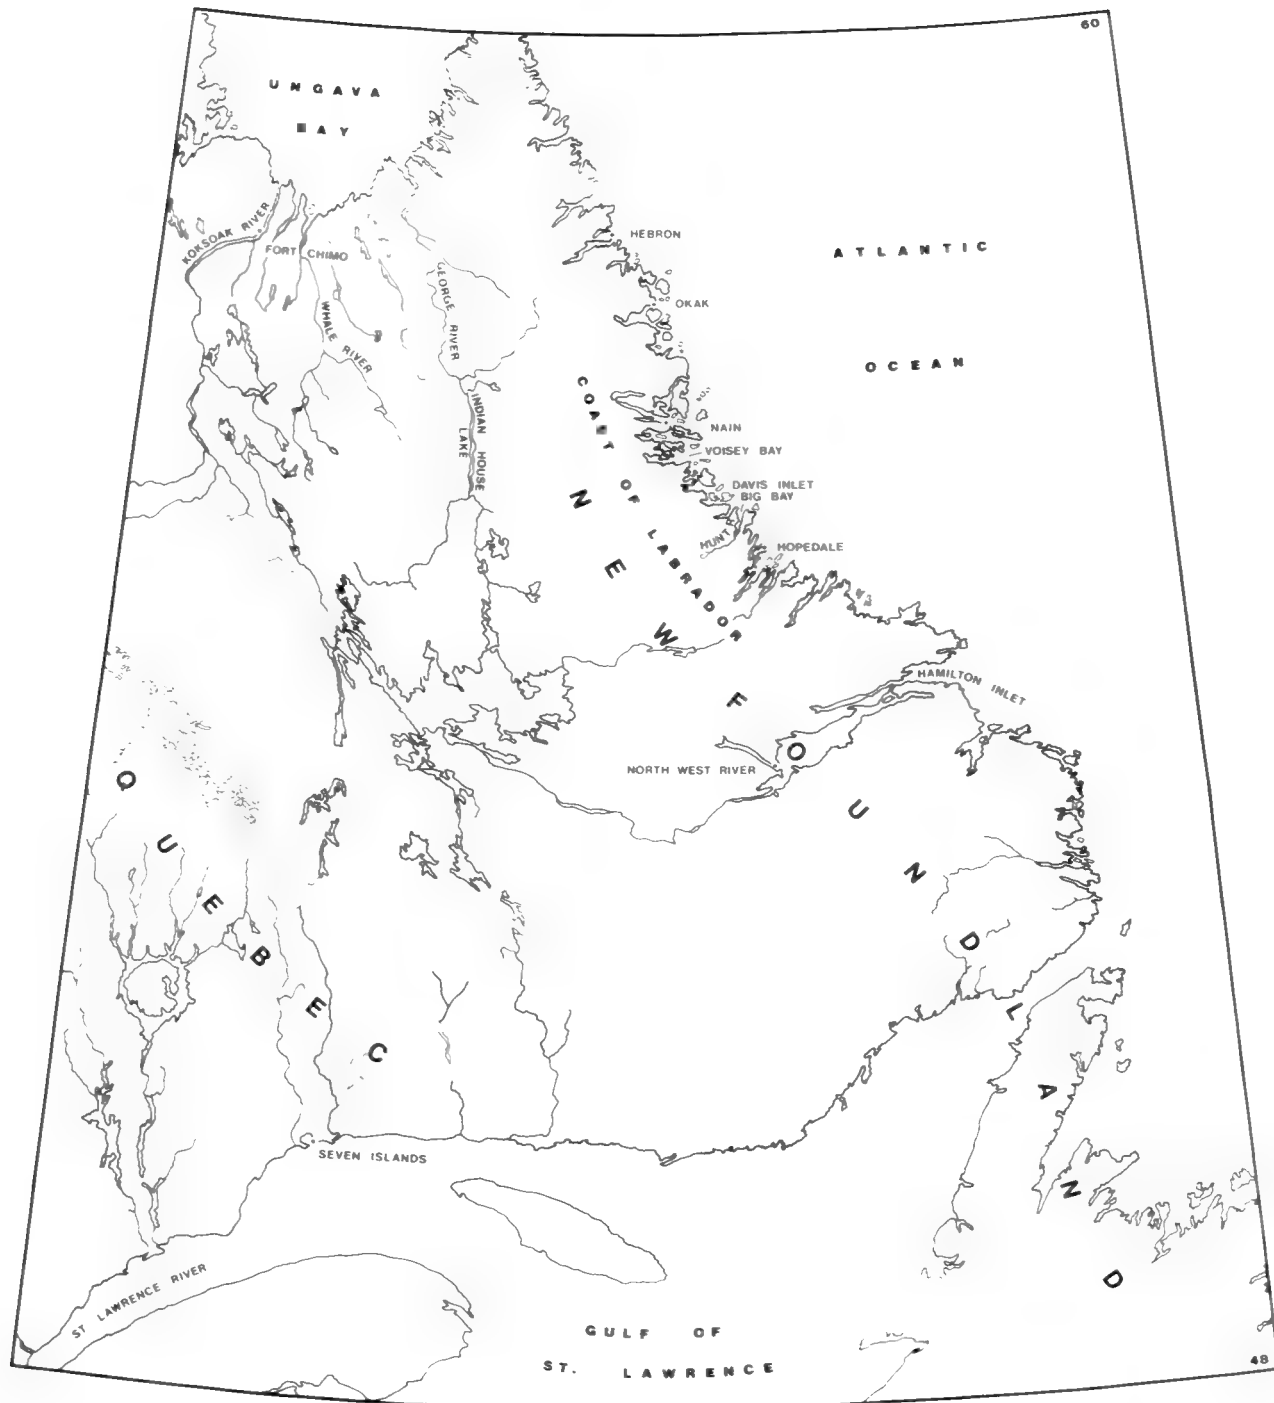 60
UNGAVA
BAY
KOKSOAK RIVER
FORT CHIMO
WHALE RIVER
GEORGE RIVER
INDIAN HOUSE
LAKE
HEBRON
OKAK
ATLANTIC
OCEAN
NAIN
VOISEY BAY
DAVIS INLET
BIG BAY
HUNT R
HOPEDALE
COAST OF LABRADOR
HAMILTON INLET
NORTH WEST RIVER
NEWFOUNDLAND
QUEBEC
SEVEN ISLANDS
ST LAWRENCE RIVER
GULF OF
ST. LAWRENCE
48